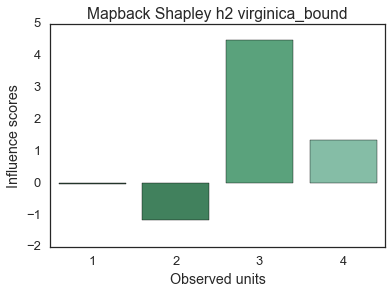 Mapback Shapley h2 virginica_bound
5
4
3
2
1
0
−1
−2
Influence scores
1 2 3 4
Observed units